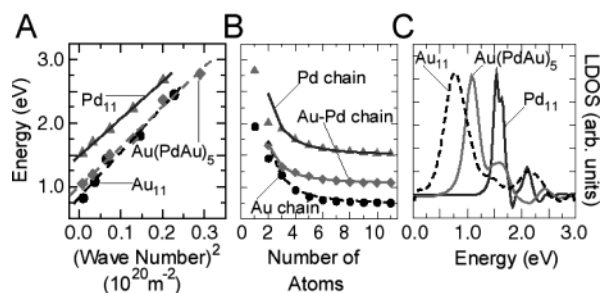 A
B
C
3.0
2.0
1.0
Energy (eV)
Pd11
Au(PdAu)5
Au11
0.0 0.1 0.2 0.3
(Wave Number)2
(1020m-2)
Pd chain
Au-Pd chain
Au chain
0 2 4 6 8 10
Number of
Atoms
Au11
Au(PdAu)5
Pd11
LDOS (arb. units)
0.0 1.0 2.0 3.0
Energy (eV)